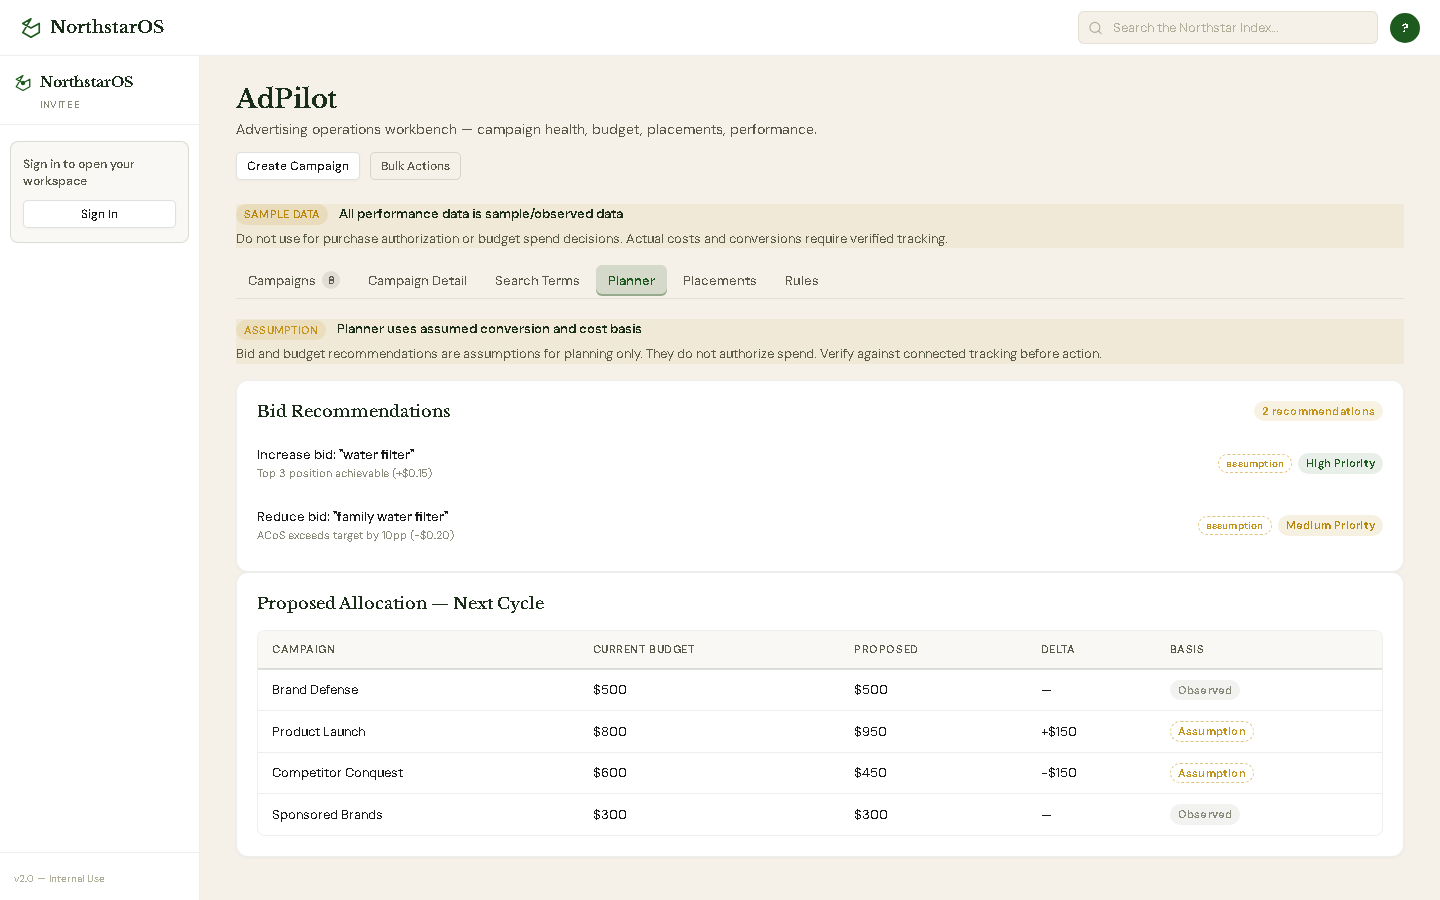 NorthstarOS
Search the Northstar Index...
?
NorthstarOS
INVITEE
Sign in to open your
workspace
Sign In
v2.0 — Internal Use
AdPilot
Advertising operations workbench — campaign health, budget, placements, performance.
Create Campaign
Bulk Actions
SAMPLE DATA All performance data is sample/observed data
Do not use for purchase authorization or budget spend decisions. Actual costs and conversions require verified tracking.
Campaigns 8 Campaign Detail Search Terms Planner Placements Rules
ASSUMPTION Planner uses assumed conversion and cost basis
Bid and budget recommendations are assumptions for planning only. They do not authorize spend. Verify against connected tracking before action.
Bid Recommendations 2 recommendations
Increase bid: "water filter"
Top 3 position achievable (+$0.15)
assumption High Priority
Reduce bid: "family water filter"
ACoS exceeds target by 10pp (-$0.20)
assumption Medium Priority
Proposed Allocation — Next Cycle
CAMPAIGN CURRENT BUDGET PROPOSED DELTA BASIS
Brand Defense $500 $500 — Observed
Product Launch $800 $950 +$150 Assumption
Competitor Conquest $600 $450 -$150 Assumption
Sponsored Brands $300 $300 — Observed